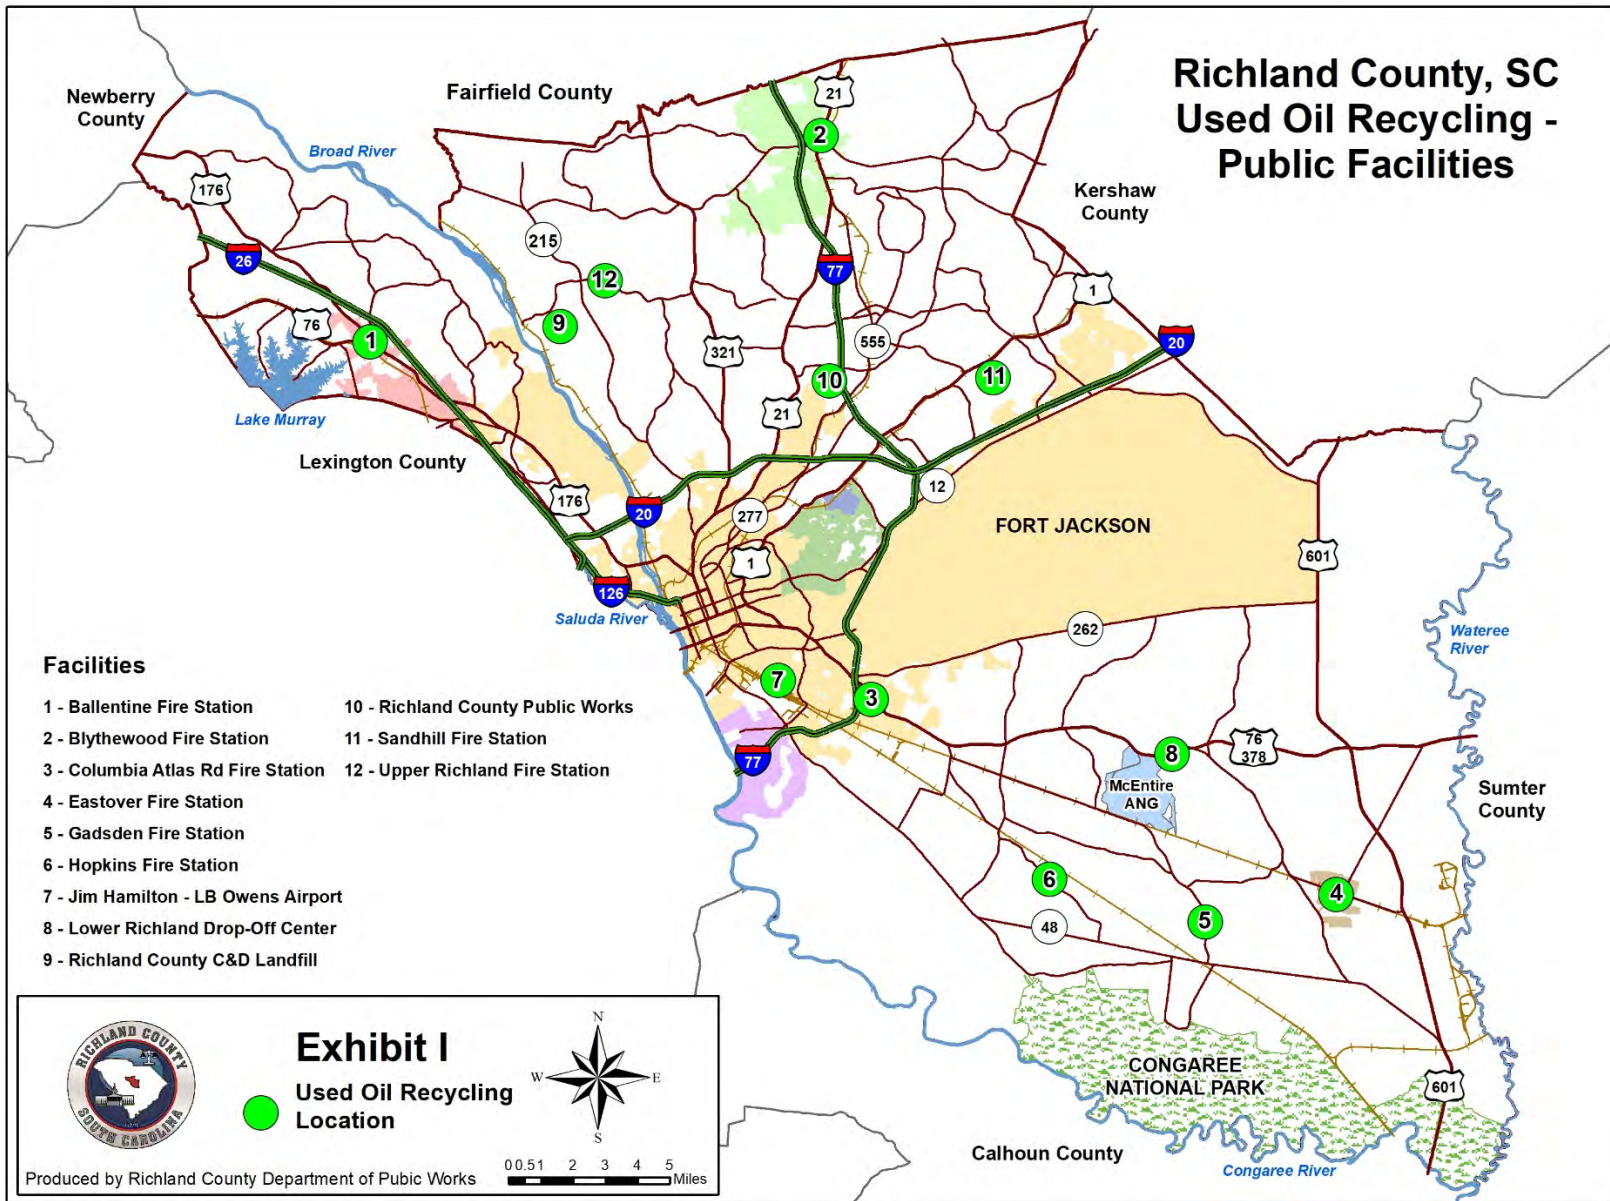 Richland County, SC
Used Oil Recycling -
Public Facilities
Newberry
County
Fairfield County
Kershaw
County
Broad River
21
2
176
215
26
12
77
1
9
76
1
555
321
20
10
11
21
Lake Murray
Lexington County
176
12
20
277
FORT JACKSON
601
1
126
Saluda River
262
Wateree
River
7
3
8
76
378
77
McEntire
ANG
Sumter
County
6
4
5
48
CONGAREE
NATIONAL PARK
601
Calhoun County
Congaree River
Facilities
1 - Ballentine Fire Station
2 - Blythewood Fire Station
3 - Columbia Atlas Rd Fire Station
4 - Eastover Fire Station
5 - Gadsden Fire Station
6 - Hopkins Fire Station
7 - Jim Hamilton - LB Owens Airport
8 - Lower Richland Drop-Off Center
9 - Richland County C&D Landfill
10 - Richland County Public Works
11 - Sandhill Fire Station
12 - Upper Richland Fire Station
RICHLAND COUNTY
SOUTH CAROLINA
Exhibit I
Used Oil Recycling
Location
N
W E
S
0 0.5 1 2 3 4 5
Miles
Produced by Richland County Department of Pubic Works